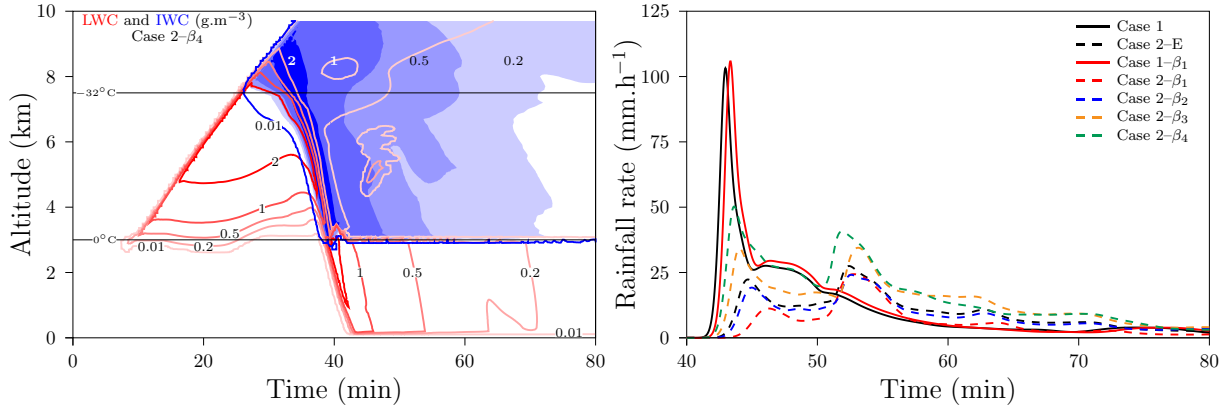 LWC and IWC (g.m⁻³)
Case 2–β₄
10
8
6
4
2
0
Altitude (km)
−32°C
0°C
2
1
0.5
0.2
0.01
2
1
0.5
0.01
0.2
1
0.5
0.2
0.01
0
20
40
60
80
Time (min)
125
100
75
50
25
0
Rainfall rate (mm.h⁻¹)
Case 1
Case 2–E
Case 1–β₁
Case 2–β₁
Case 2–β₂
Case 2–β₃
Case 2–β₄
40
50
60
70
80
Time (min)